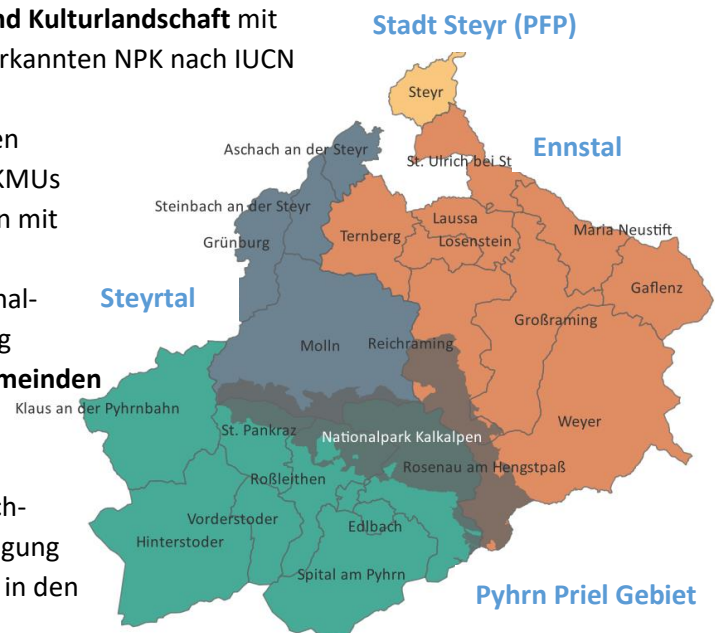 nd Kulturlandschaft mit
erkannten NPK nach IUCN
en
KMUs
n mit
nal-
g
meinden
ch-
gung
in den
Stadt Steyr (PFP)
Steyr
Ennstal
St. Ulrich bei St
Aschach an der Steyr
Steinbach an der Steyr
Grünburg
Ternberg
Laussa
Losenstein
Maria Neustift
Gaflenz
Steyrtal
Großraming
Molln
Reichraming
Klaus an der Pyhrnbahn
Weyer
St. Pankraz
Nationalpark Kalkalpen
Rosenau am Hengstpaß
Roßleithen
Vorderstoder
Edlbach
Hinterstoder
Spital am Pyhrn
Pyhrn Priel Gebiet